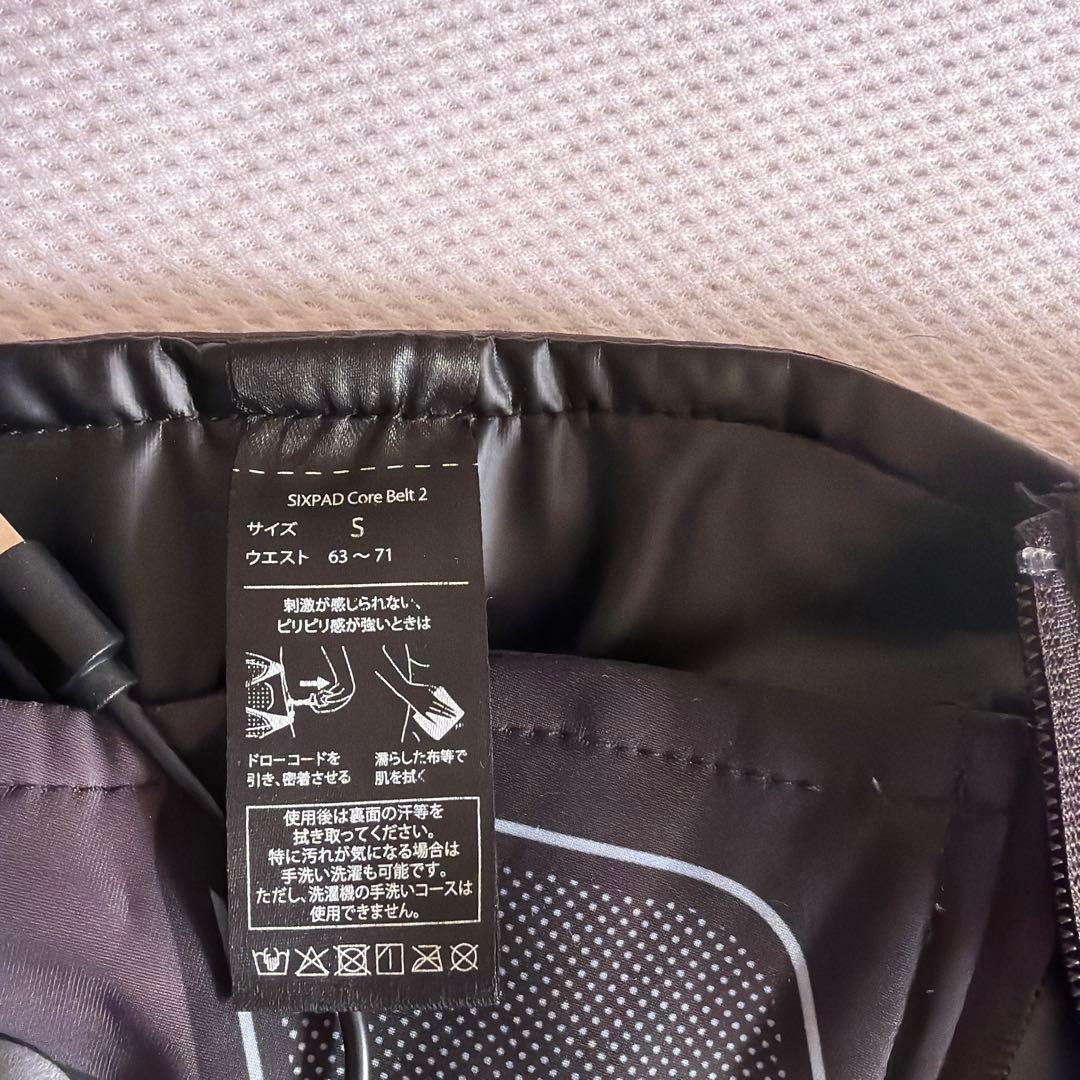 SIXPAD Core Belt 2
サイズ S
ウエスト 63～71
刺激が感じられない、
ピリピリ感が強いときは
ドローコードを
引き、密着させる
濡らした布等で
肌を拭く
使用後は裏面の汗等を
拭き取ってください。
特に汚れが気になる場合は
手洗い洗濯も可能です。
ただし、洗濯機の手洗いコースは
使用できません。